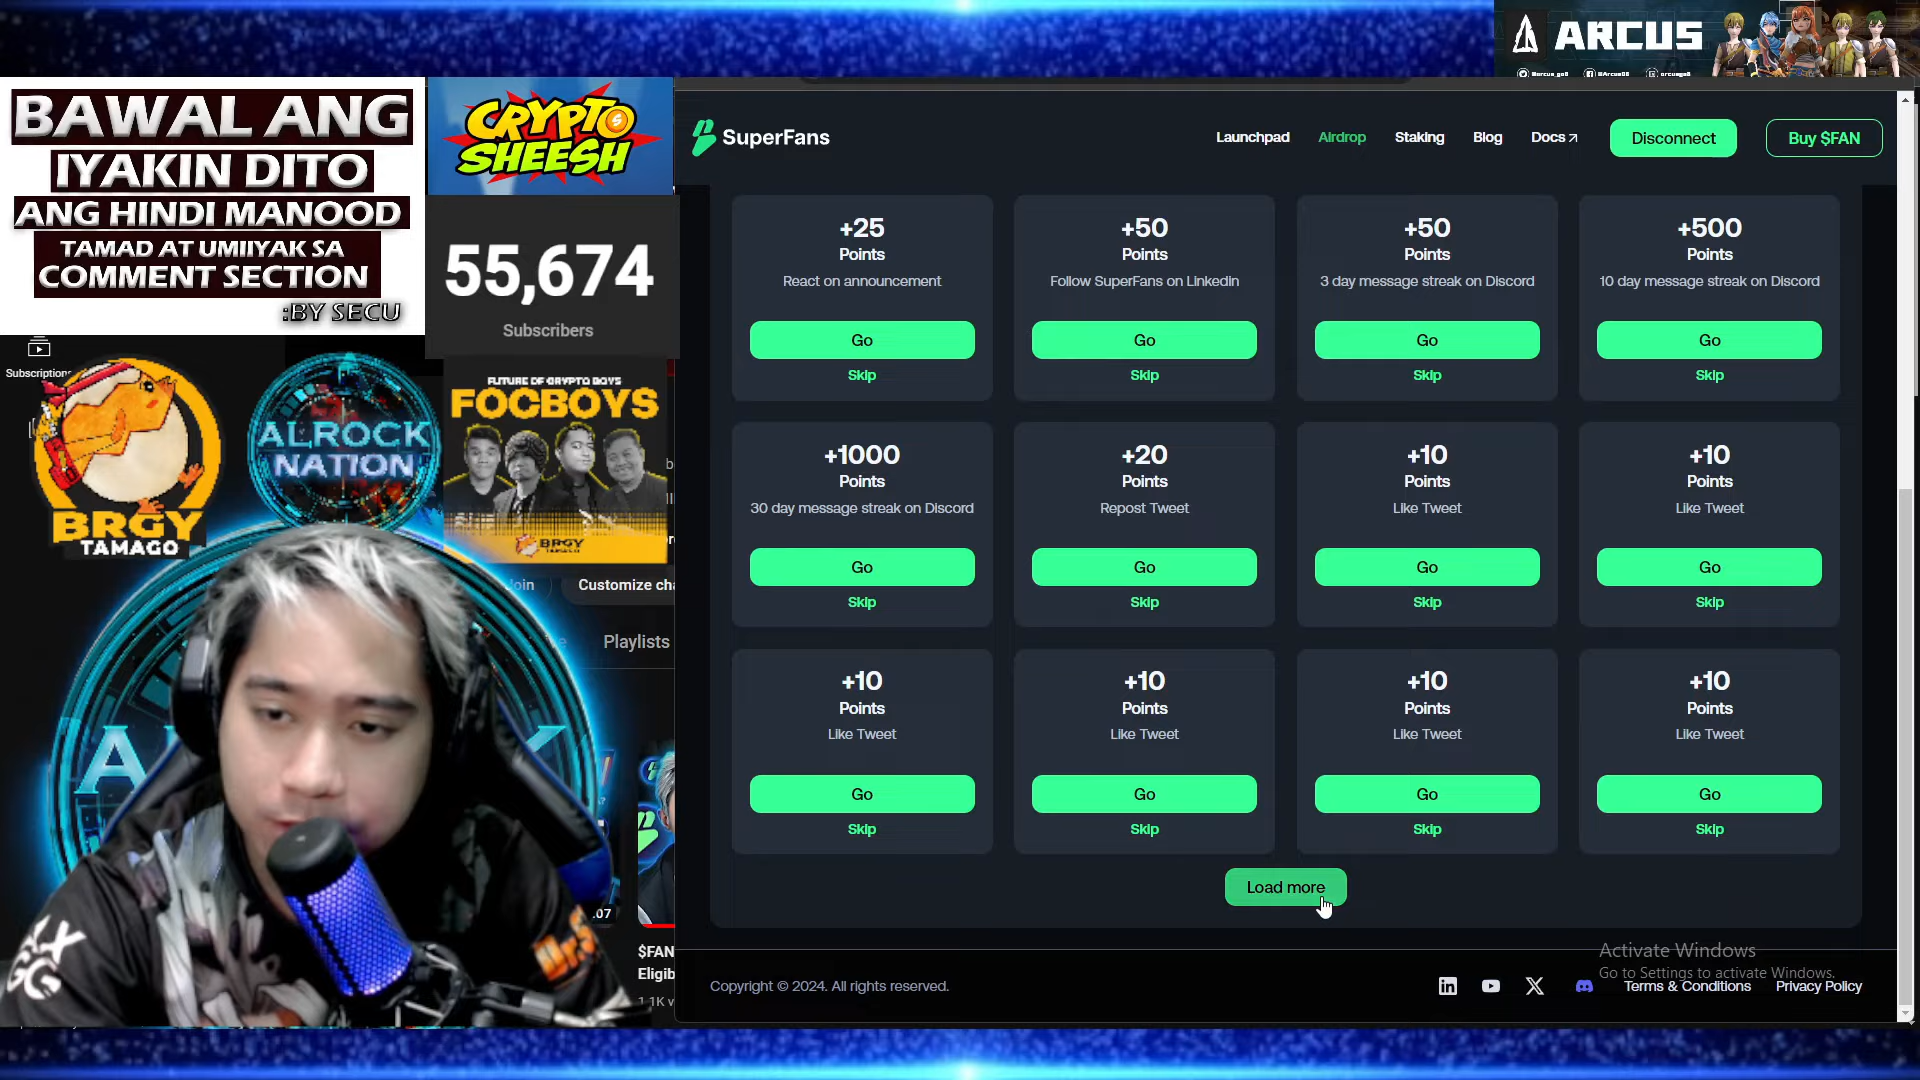 ARCUS
BAWAL ANG
IYAKIN DITO
ANG HINDI MANOOD
TAMAD AT UMIIYAK SA
COMMENT SECTION
:BY SECU
CRYPTO
SHEESH
55,674
Subscribers
Subscriptions
BRGY
TAMAGO
ALROCK
NATION
FUTURE OF CRYPTO BOYS
FOCBOYS
BRGY
Customize cha
Playlists
.07
$FAN
Eligib
1.1K v
SuperFans
Launchpad
Airdrop
Staking
Blog
Docs
Disconnect
Buy $FAN
+25
Points
React on announcement
Go
Skip
+50
Points
Follow SuperFans on Linkedin
Go
Skip
+50
Points
3 day message streak on Discord
Go
Skip
+500
Points
10 day message streak on Discord
Go
Skip
+1000
Points
30 day message streak on Discord
Go
Skip
+20
Points
Repost Tweet
Go
Skip
+10
Points
Like Tweet
Go
Skip
+10
Points
Like Tweet
Go
Skip
+10
Points
Like Tweet
Go
Skip
+10
Points
Like Tweet
Go
Skip
+10
Points
Like Tweet
Go
Skip
+10
Points
Like Tweet
Go
Skip
Load more
Activate Windows
Go to Settings to activate Windows.
Copyright © 2024. All rights reserved.
Terms & Conditions
Privacy Policy